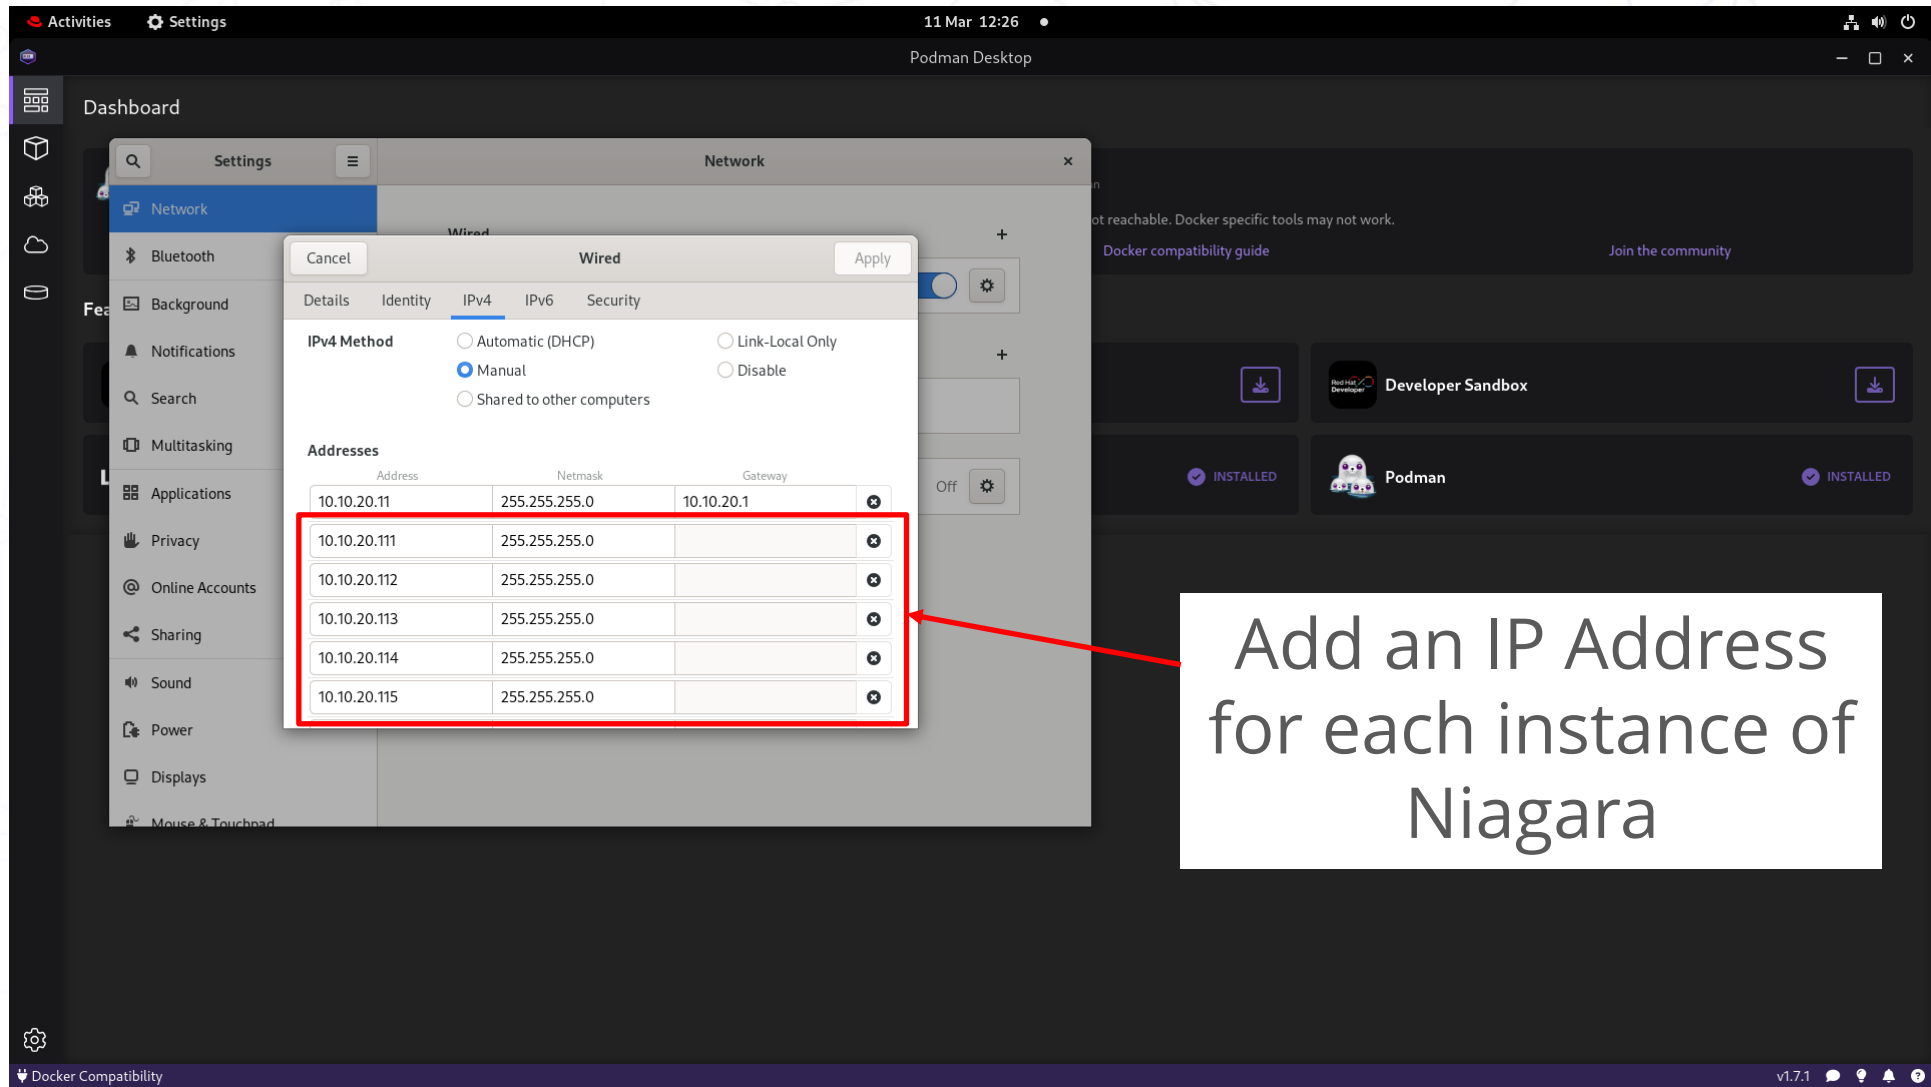 Activities Settings 11 Mar 12:26
Podman Desktop
Dashboard
Settings Network
Network
ot reachable. Docker specific tools may not work.
Docker compatibility guide Join the community
Wired
Bluetooth
Cancel Wired Apply
Details Identity IPv4 IPv6 Security
Background
Fea
IPv4 Method Automatic (DHCP) Link-Local Only
Notifications
Manual Disable
Developer Sandbox
Red Hat Developer
Search
Shared to other computers
Multitasking
Addresses
Address Netmask Gateway
Off
INSTALLED
Podman INSTALLED
Applications
10.10.20.11 255.255.255.0 10.10.20.1
Privacy
10.10.20.111 255.255.255.0
10.10.20.112 255.255.255.0
Online Accounts
10.10.20.113 255.255.255.0
Sharing
10.10.20.114 255.255.255.0
Sound
10.10.20.115 255.255.255.0
Power
Displays
Mouse & Touchpad
Add an IP Address
for each instance of
Niagara
Docker Compatibility v1.7.1